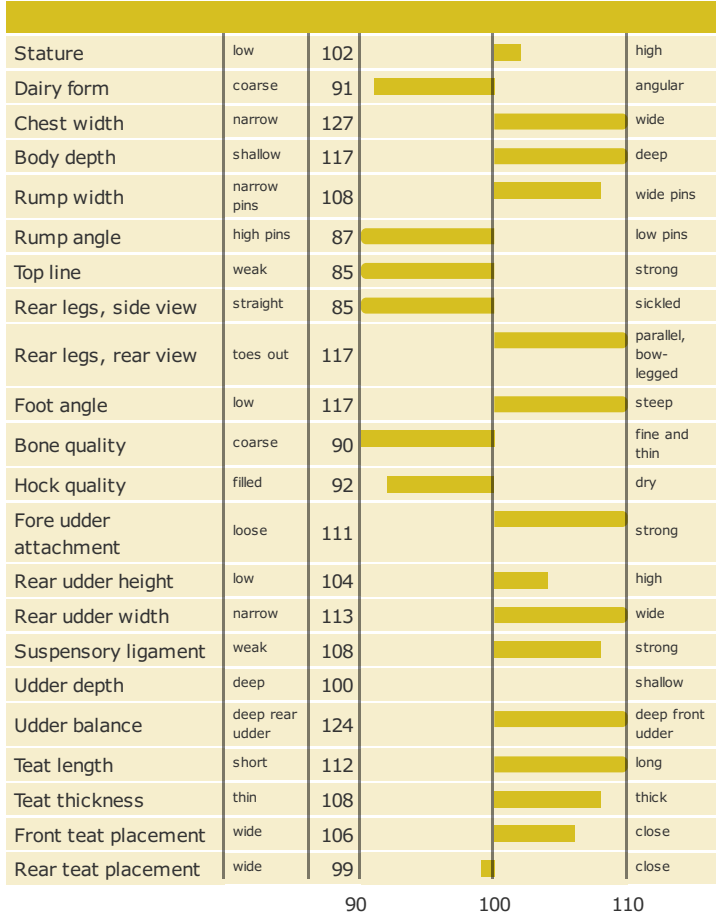 Stature low 102 high
Dairy form coarse 91 angular
Chest width narrow 127 wide
Body depth shallow 117 deep
Rump width narrow pins 108 wide pins
Rump angle high pins 87 low pins
Top line weak 85 strong
Rear legs, side view straight 85 sickled
Rear legs, rear view toes out 117 parallel, bow-legged
Foot angle low 117 steep
Bone quality coarse 90 fine and thin
Hock quality filled 92 dry
Fore udder attachment loose 111 strong
Rear udder height low 104 high
Rear udder width narrow 113 wide
Suspensory ligament weak 108 strong
Udder depth deep 100 shallow
Udder balance deep rear udder 124 deep front udder
Teat length short 112 long
Teat thickness thin 108 thick
Front teat placement wide 106 close
Rear teat placement wide 99 close
90 100 110